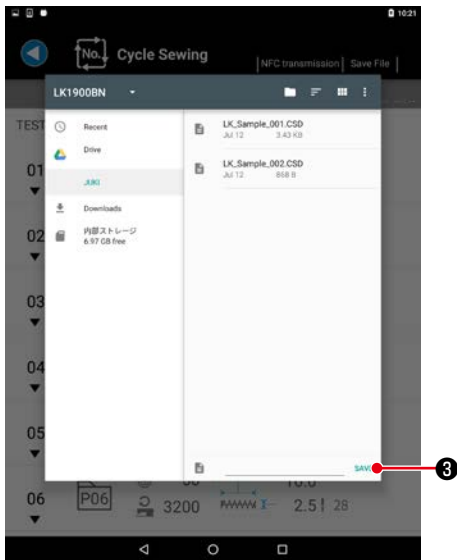 10:21
No. Cycle Sewing
NFC transmission Save File
LK1900BN
TEST
Recent
Drive
JUKI
Downloads
内部ストレージ
6.97 GB free
LK_Sample_001.CSD
Jul 12 3.43 KB
LK_Sample_002.CSD
Jul 12 868 B
01
02
03
04
05
SAVE
❸
06
P06
3200
2.5
28